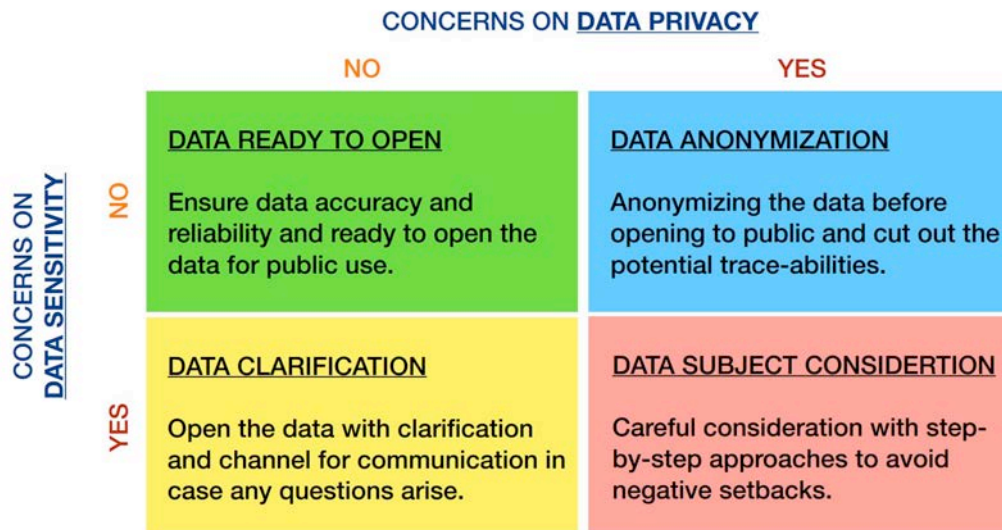 CONCERNS ON DATA PRIVACY
NO
YES
CONCERNS ON
DATA SENSITIVITY
NO
DATA READY TO OPEN
Ensure data accuracy and
reliability and ready to open the
data for public use.
DATA ANONYMIZATION
Anonymizing the data before
opening to public and cut out the
potential trace-abilities.
YES
DATA CLARIFICATION
Open the data with clarification
and channel for communication in
case any questions arise.
DATA SUBJECT CONSIDERTION
Careful consideration with step-
by-step approaches to avoid
negative setbacks.